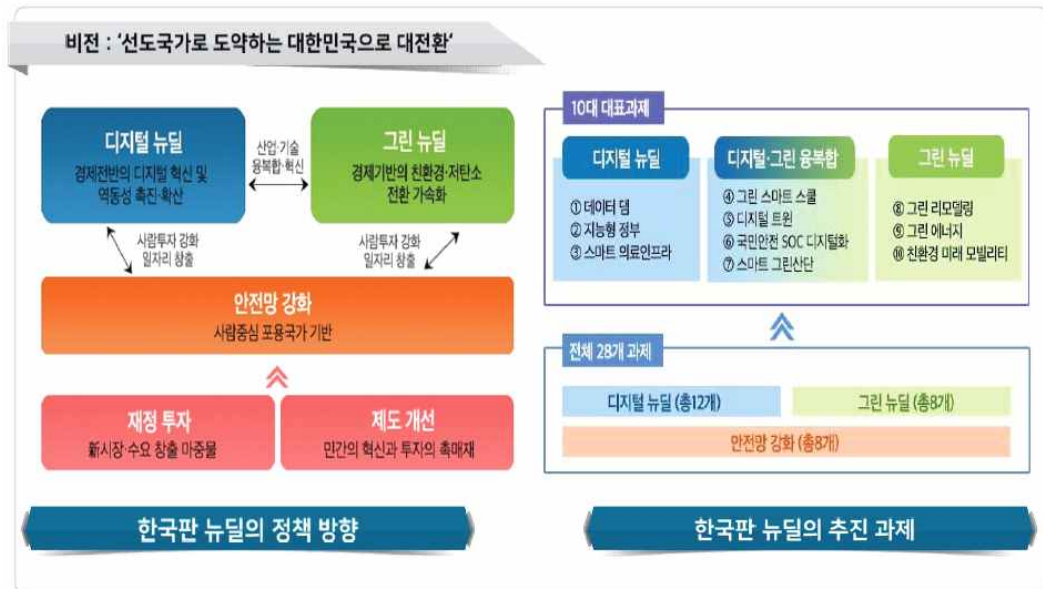 비전 : '선도국가로 도약하는 대한민국으로 대전환'
디지털 뉴딜
경제전반의 디지털 혁신 및
역동성 촉진·확산
산업·기술
융복합·혁신
그린 뉴딜
경제기반의 친환경·저탄소
전환 가속화
사람투자 강화
일자리 창출
사람투자 강화
일자리 창출
안전망 강화
사람중심 포용국가 기반
재정 투자
新시장·수요 창출 마중물
제도 개선
민간의 혁신과 투자의 촉매재
한국판 뉴딜의 정책 방향
10대 대표과제
디지털 뉴딜
① 데이터 댐
② 지능형 정부
③ 스마트 의료인프라
디지털·그린 융복합
④ 그린 스마트 스쿨
⑤ 디지털 트윈
⑥ 국민안전 SOC 디지털화
⑦ 스마트 그린산단
그린 뉴딜
⑧ 그린 리모델링
⑨ 그린 에너지
⑩ 친환경 미래 모빌리티
전체 28개 과제
디지털 뉴딜 (총12개)
그린 뉴딜 (총8개)
안전망 강화 (총8개)
한국판 뉴딜의 추진 과제